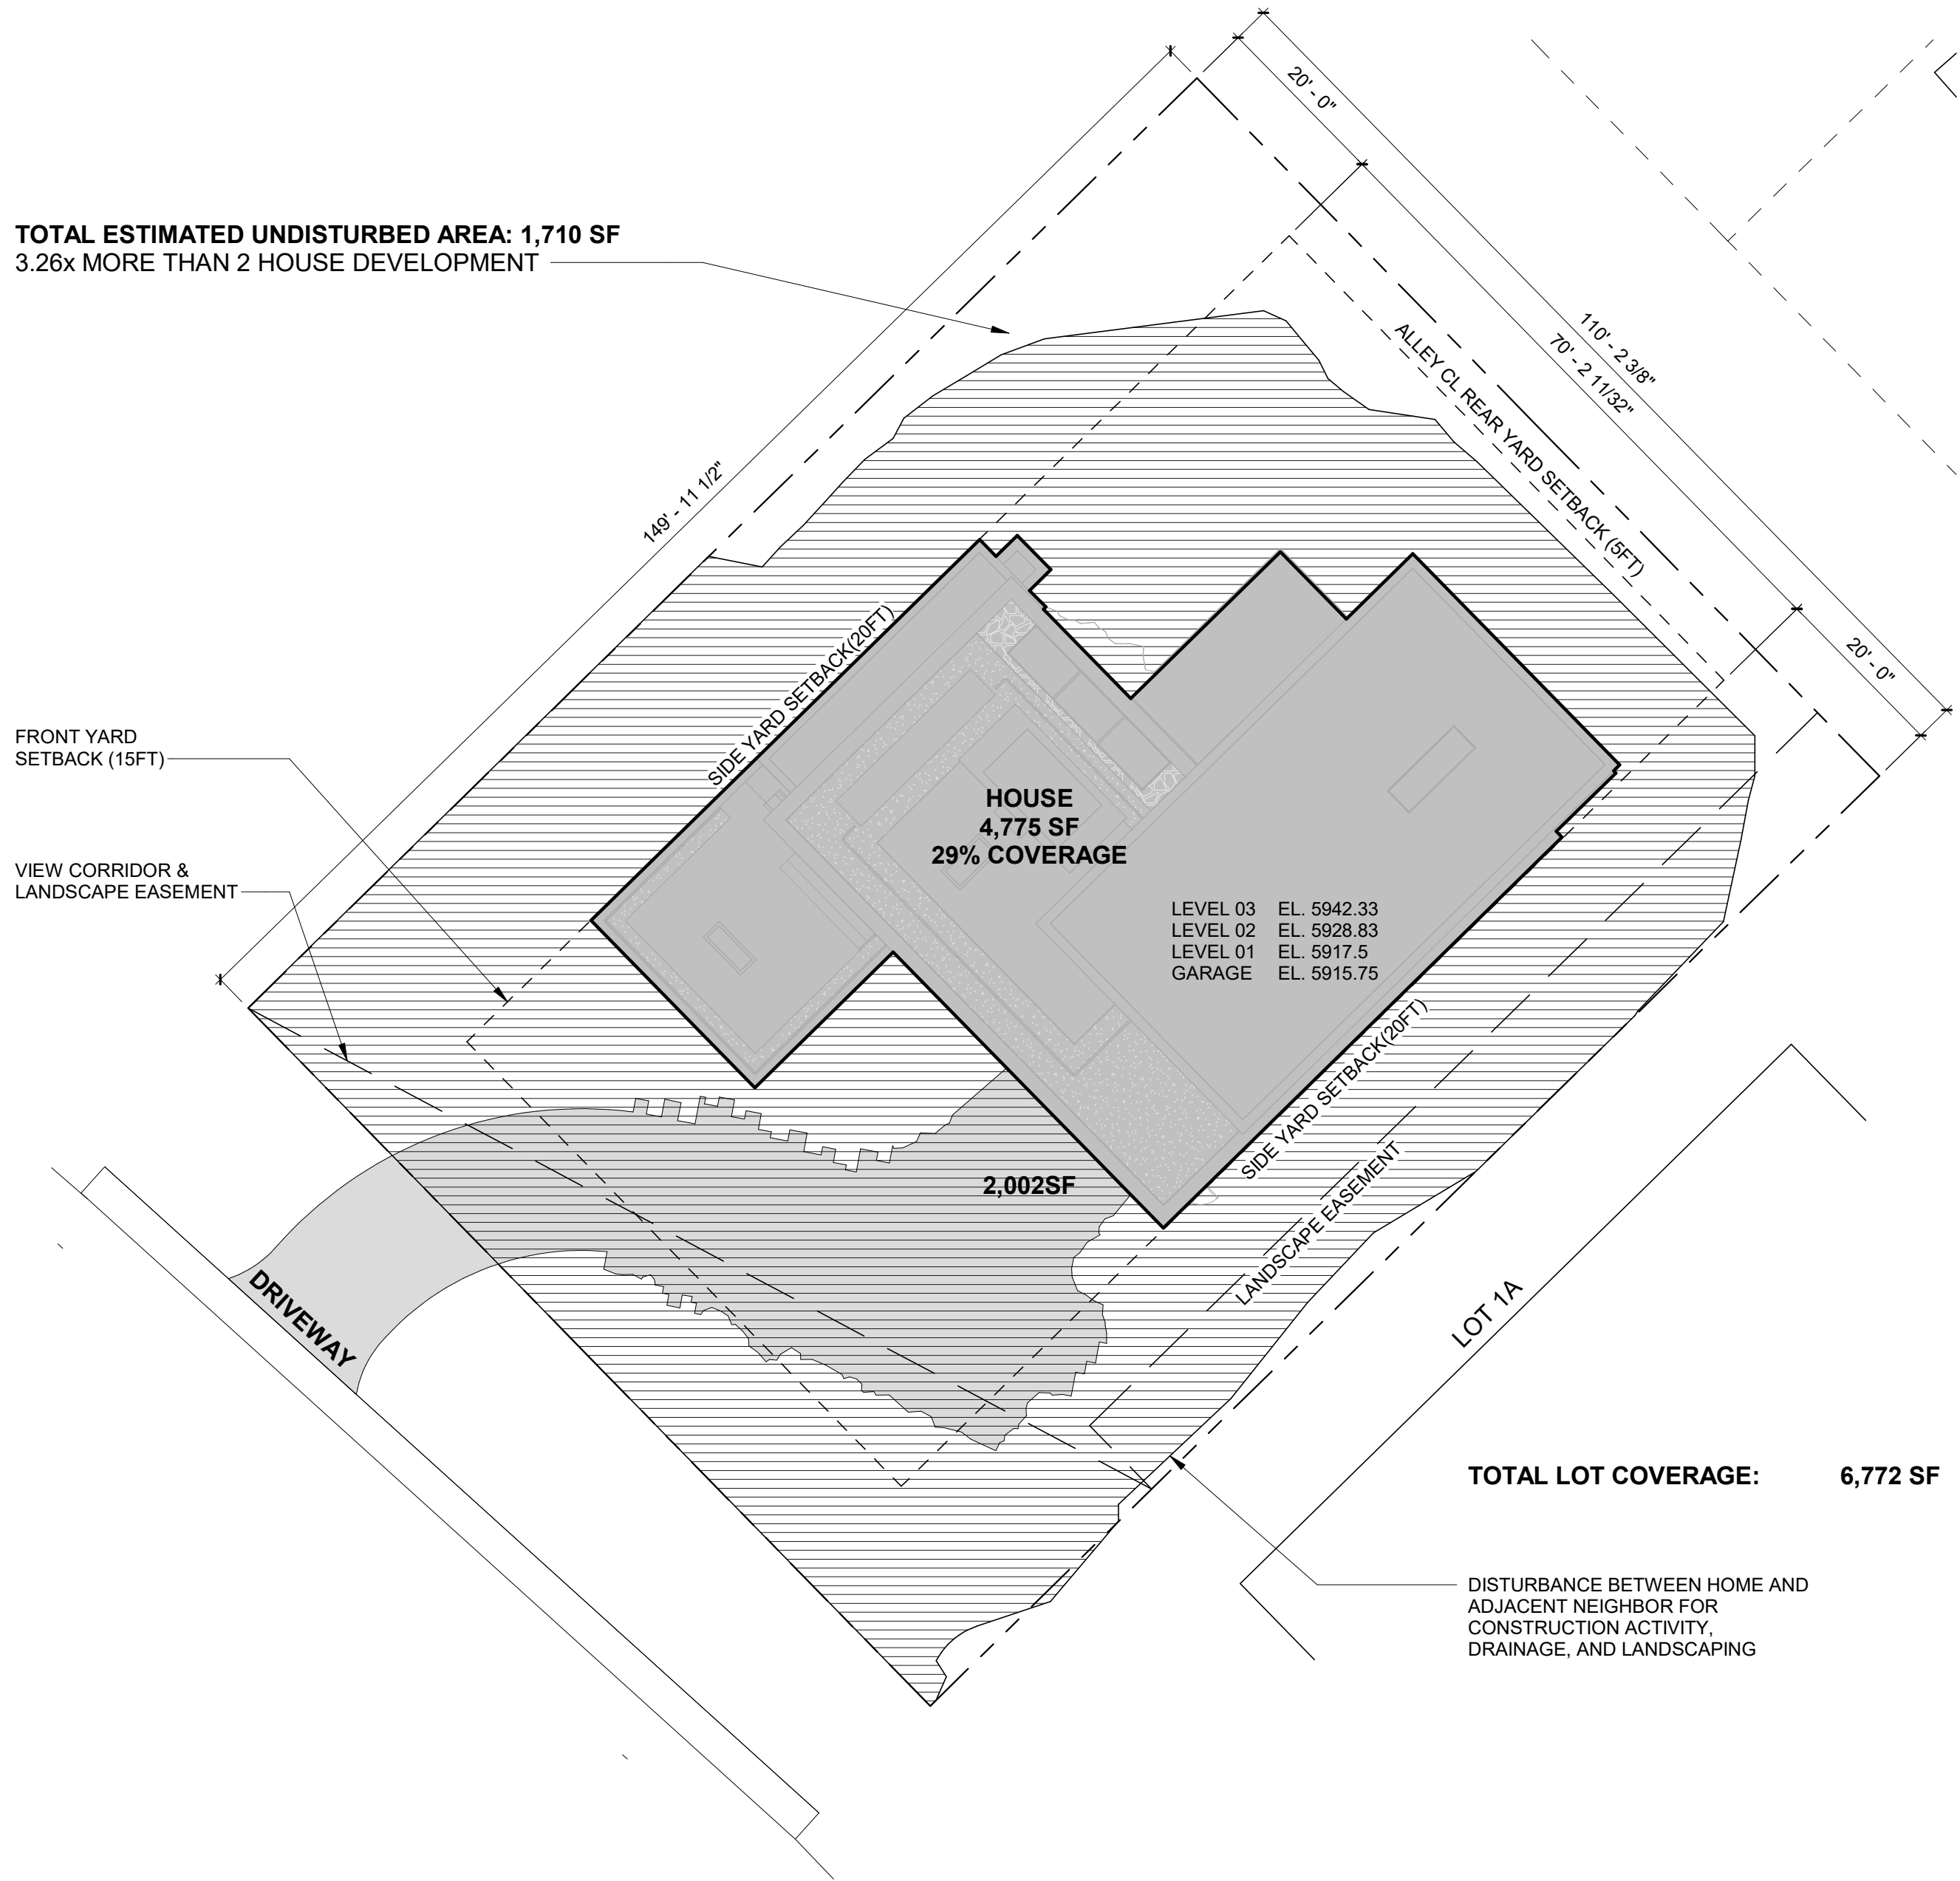 20' - 0"
TOTAL ESTIMATED UNDISTURBED AREA: 1,710 SF
3.26x MORE THAN 2 HOUSE DEVELOPMENT
110' - 2 3/8"
70' - 2 11/32"
ALLEY CL REAR YARD SETBACK (5FT)
149' - 11 1/2"
20' - 0"
SIDE YARD SETBACK(20FT)
FRONT YARD
SETBACK (15FT)
HOUSE
4,775 SF
29% COVERAGE
VIEW CORRIDOR &
LANDSCAPE EASEMENT
LEVEL 03 EL. 5942.33
LEVEL 02 EL. 5928.83
LEVEL 01 EL. 5917.5
GARAGE EL. 5915.75
SIDE YARD SETBACK(20FT)
2,002SF
LANDSCAPE EASEMENT
DRIVEWAY
LOT 1A
TOTAL LOT COVERAGE: 6,772 SF
DISTURBANCE BETWEEN HOME AND
ADJACENT NEIGHBOR FOR
CONSTRUCTION ACTIVITY,
DRAINAGE, AND LANDSCAPING